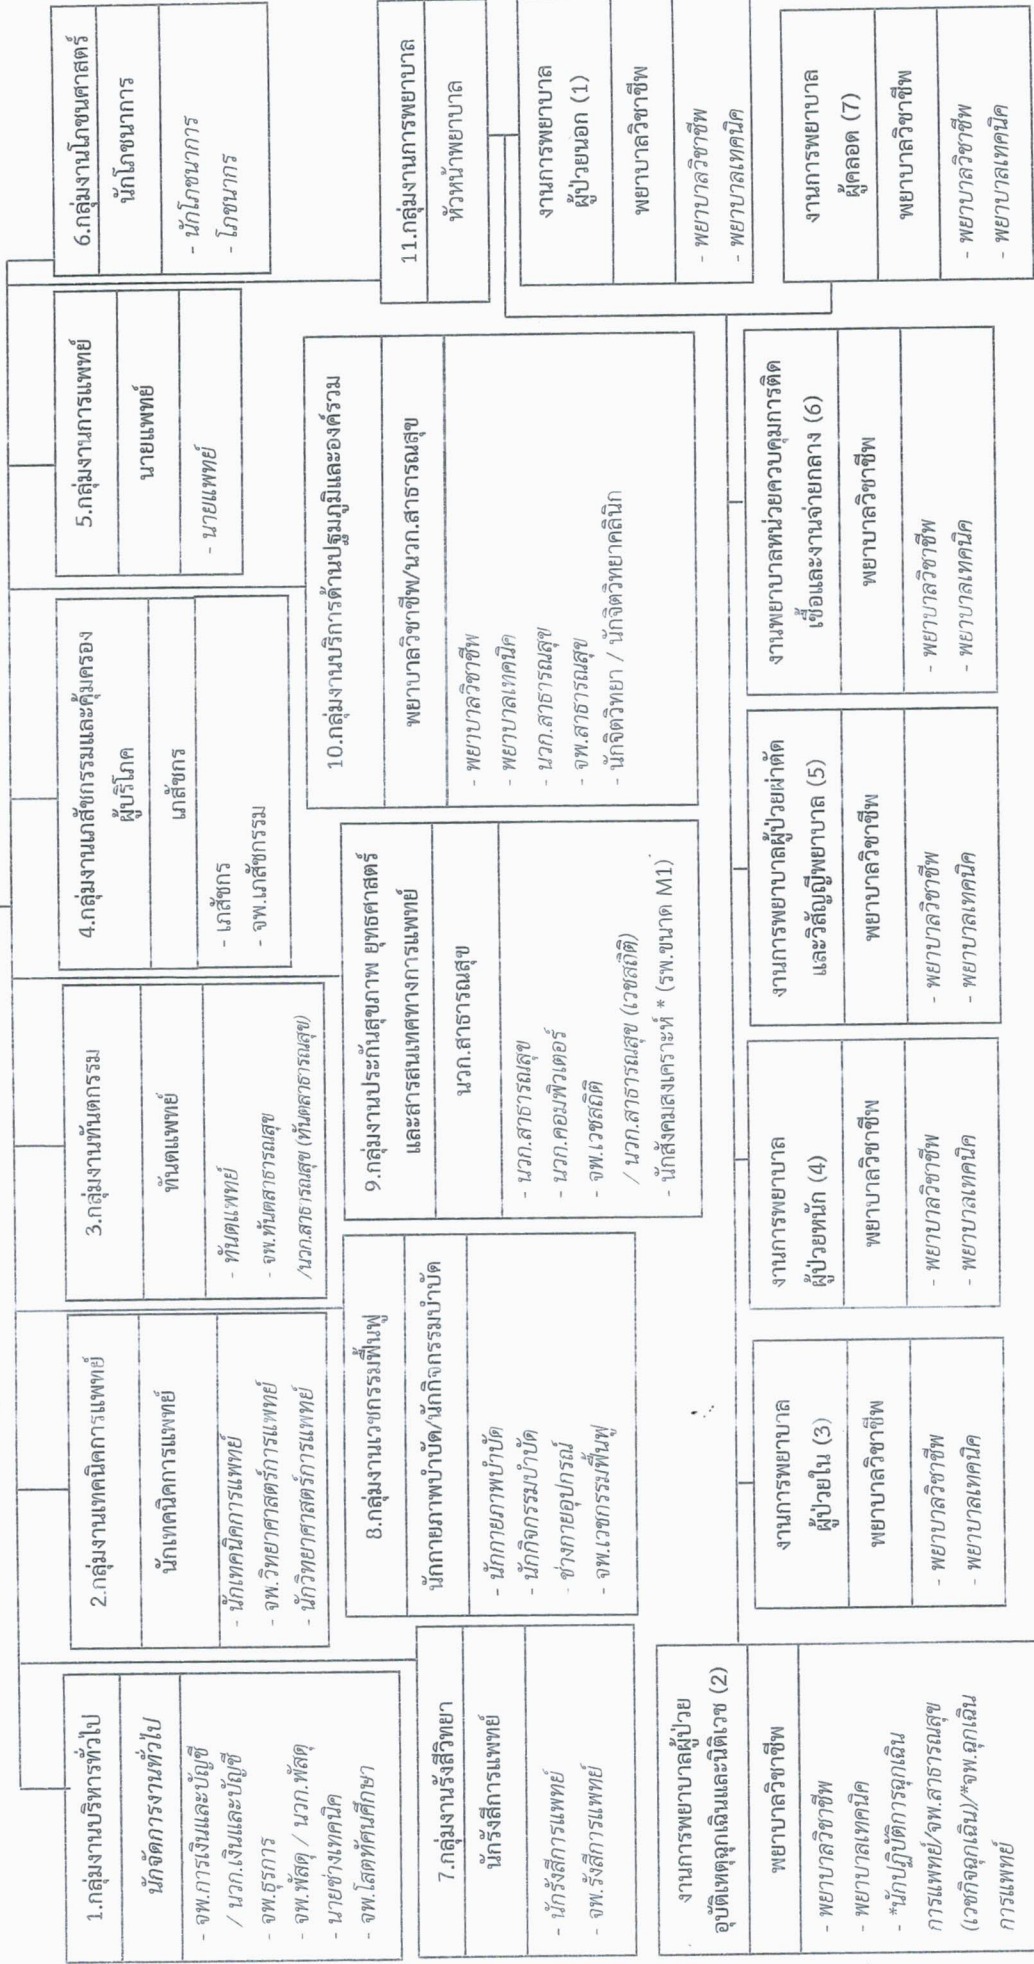 1.กลุ่มงานบริหารทั่วไป
นักจัดการงานทั่วไป
- จพ.การเงินและบัญชี
/ นวก.เงินและบัญชี
- จพ.ธุรการ
- จพ.พัสดุ / นวก.พัสดุ
- นายช่างเทคนิค
- จพ.โสตทัศนศึกษา
2.กลุ่มงานเทคนิคการแพทย์
นักเทคนิคการแพทย์
- นักเทคนิคการแพทย์
- จพ.วิทยาศาสตร์การแพทย์
- นักวิทยาศาสตร์การแพทย์
3.กลุ่มงานทันตกรรม
ทันตแพทย์
- ทันตแพทย์
- จพ.ทันตสาธารณสุข
/นวก.สาธารณสุข (ทันตสาธารณสุข)
4.กลุ่มงานเภสัชกรรมและคุ้มครอง
ผู้บริโภค
เภสัชกร
- เภสัชกร
- จพ.เภสัชกรรม
5.กลุ่มงานการแพทย์
นายแพทย์
- นายแพทย์
6.กลุ่มงานโภชนศาสตร์
นักโภชนาการ
- นักโภชนาการ
- โภชนากร
7.กลุ่มงานรังสีวิทยา
นักรังสีการแพทย์
- นักรังสีการแพทย์
- จพ.รังสีการแพทย์
8.กลุ่มงานเวชกรรมฟื้นฟู
นักกายภาพบำบัด/นักกิจกรรมบำบัด
- นักกายภาพบำบัด
- นักกิจกรรมบำบัด
- ช่างกายอุปกรณ์
- จพ.เวชกรรมฟื้นฟู
9.กลุ่มงานประกันสุขภาพ ยุทธศาสตร์
และสารสนเทศทางการแพทย์
นวก.สาธารณสุข
- นวก.สาธารณสุข
- นวก.คอมพิวเตอร์
- จพ.เวชสถิติ
/ นวก.สาธารณสุข (เวชสถิติ)
- นักสังคมสงเคราะห์ * (รพ.ขนาด M1)
10.กลุ่มงานบริการด้านปฐมภูมิและองค์รวม
พยาบาลวิชาชีพ/นวก.สาธารณสุข
- พยาบาลวิชาชีพ
- พยาบาลเทคนิค
- นวก.สาธารณสุข
- จพ.สาธารณสุข
- นักจิตวิทยา / นักจิตวิทยาคลินิก
11.กลุ่มงานการพยาบาล
หัวหน้าพยาบาล
งานการพยาบาล
ผู้ป่วยนอก (1)
พยาบาลวิชาชีพ
- พยาบาลวิชาชีพ
- พยาบาลเทคนิค
งานการพยาบาลผู้ป่วย
อุบัติเหตุฉุกเฉินและนิติเวช (2)
พยาบาลวิชาชีพ
- พยาบาลวิชาชีพ
- พยาบาลเทคนิค
- *นักปฏิบัติการฉุกเฉิน
การแพทย์/จพ.สาธารณสุข
(เวชกิจฉุกเฉิน)/*จพ.ฉุกเฉิน
การแพทย์
งานการพยาบาล
ผู้ป่วยใน (3)
พยาบาลวิชาชีพ
- พยาบาลวิชาชีพ
- พยาบาลเทคนิค
งานการพยาบาล
ผู้ป่วยหนัก (4)
พยาบาลวิชาชีพ
- พยาบาลวิชาชีพ
- พยาบาลเทคนิค
งานการพยาบาลผู้ป่วยผ่าตัด
และวิสัญญีพยาบาล (5)
พยาบาลวิชาชีพ
- พยาบาลวิชาชีพ
- พยาบาลเทคนิค
งานพยาบาลหน่วยควบคุมการติด
เชื้อและงานจ่ายกลาง (6)
พยาบาลวิชาชีพ
- พยาบาลวิชาชีพ
- พยาบาลเทคนิค
งานการพยาบาล
ผู้คลอด (7)
พยาบาลวิชาชีพ
- พยาบาลวิชาชีพ
- พยาบาลเทคนิค